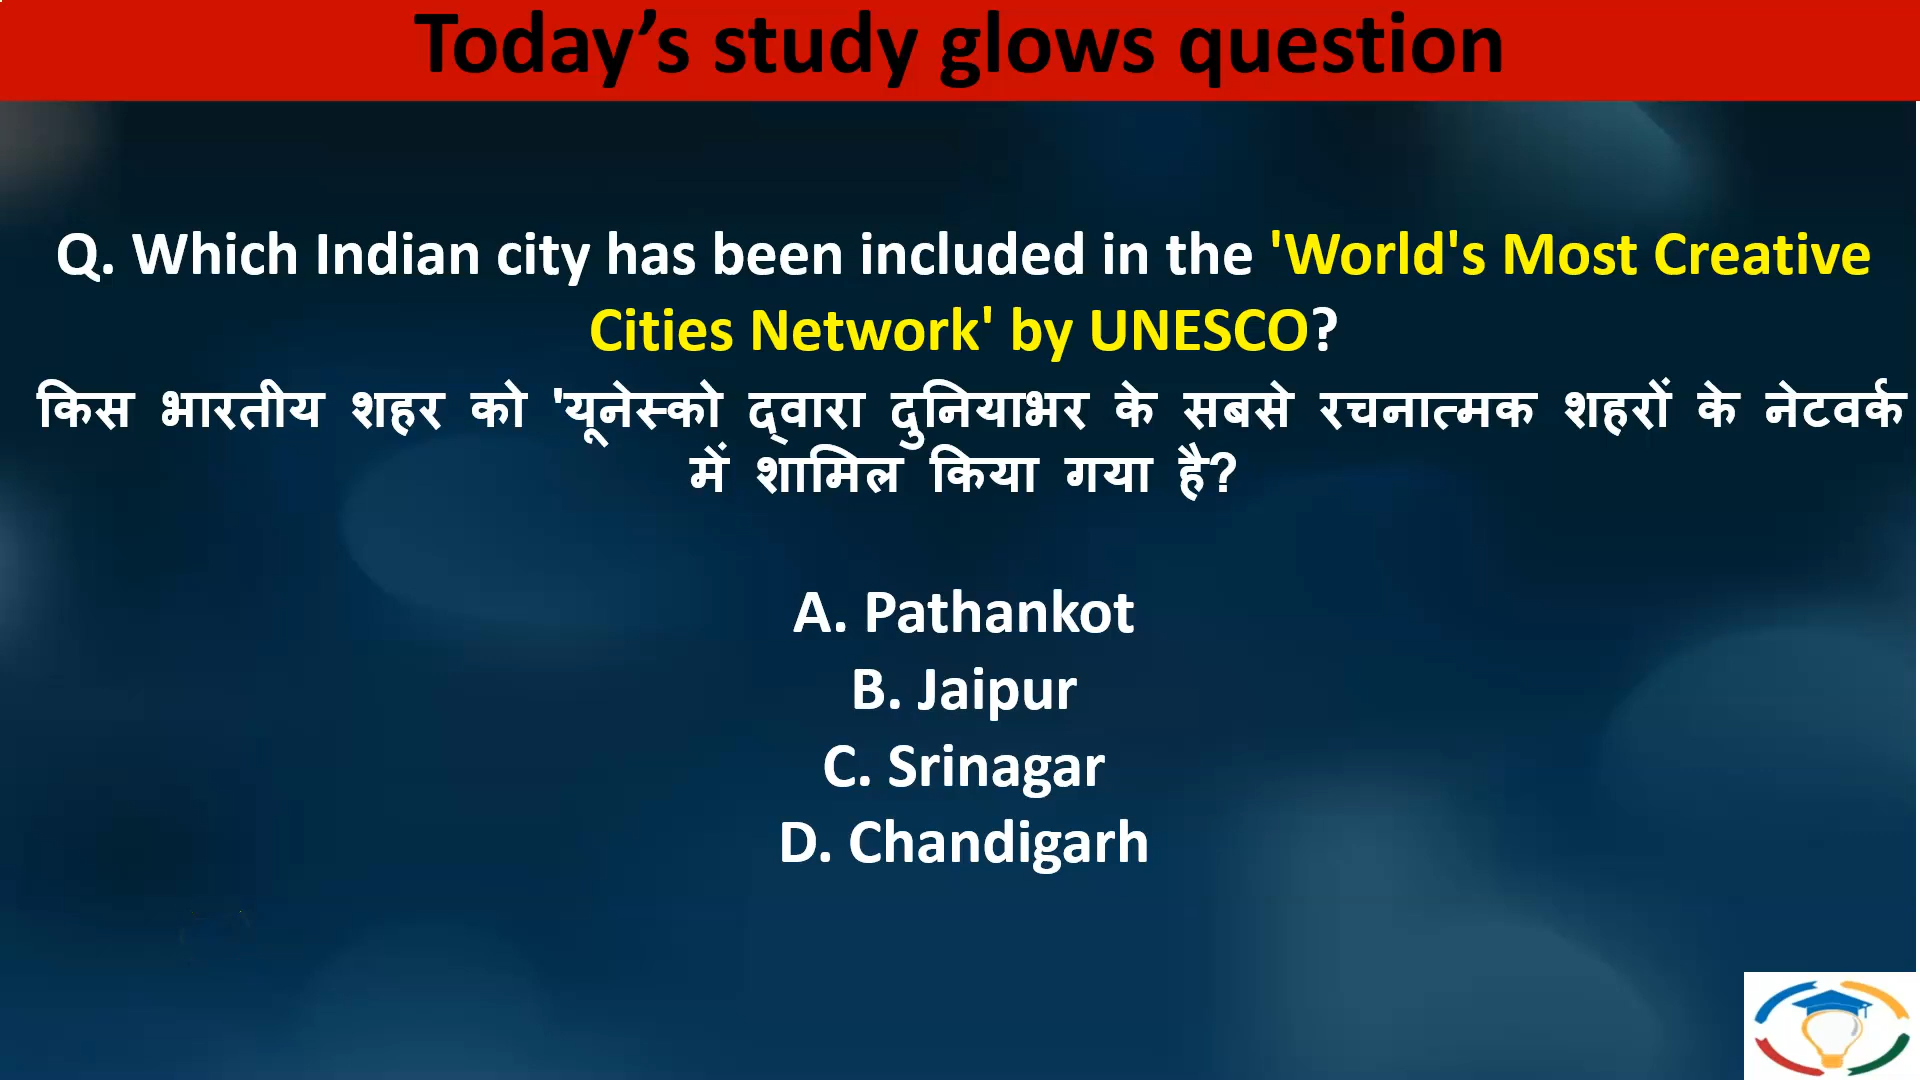 Today’s study glows question
Q. Which Indian city has been included in the 'World's Most Creative
Cities Network' by UNESCO?
किस भारतीय शहर को 'यूनेस्को द्वारा दुनियाभर के सबसे रचनात्मक शहरों के नेटवर्क
में शामिल किया गया है?
A. Pathankot
B. Jaipur
C. Srinagar
D. Chandigarh